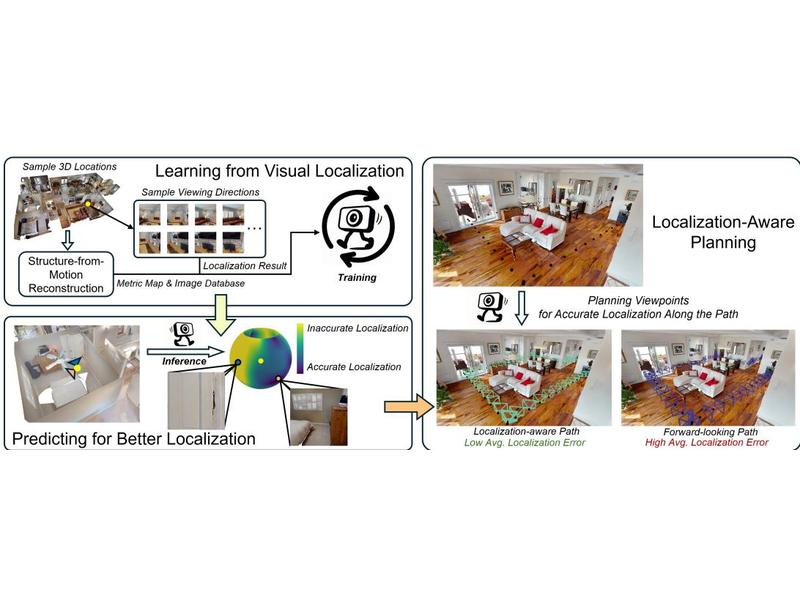 Sample 3D Locations
Learning from Visual Localization
Sample Viewing Directions
...
Structure-from-
Motion
Reconstruction
Localization Result
Metric Map & Image Database
Training
Inference
Inaccurate Localization
Accurate Localization
Predicting for Better Localization
Localization-Aware
Planning
Planning Viewpoints
for Accurate Localization Along the Path
Localization-aware Path
Low Avg. Localization Error
Forward-looking Path
High Avg. Localization Error